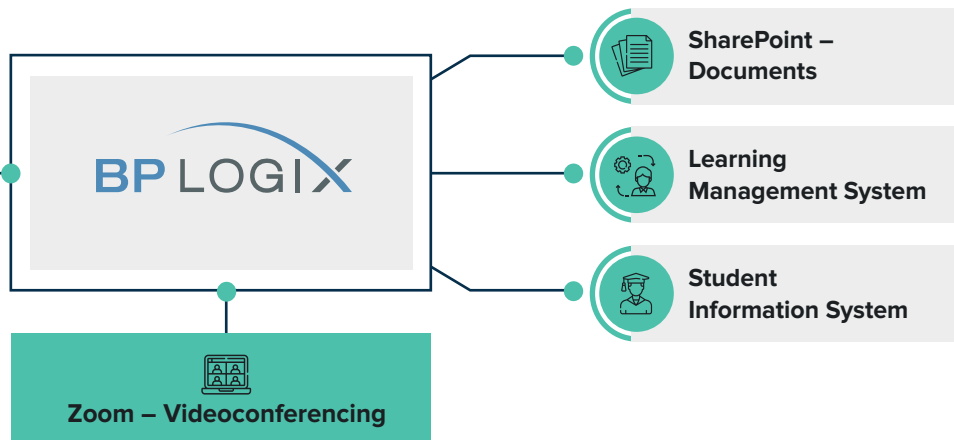 SharePoint –
Documents
BP LOGIX
Learning
Management System
Student
Information System
Zoom – Videoconferencing